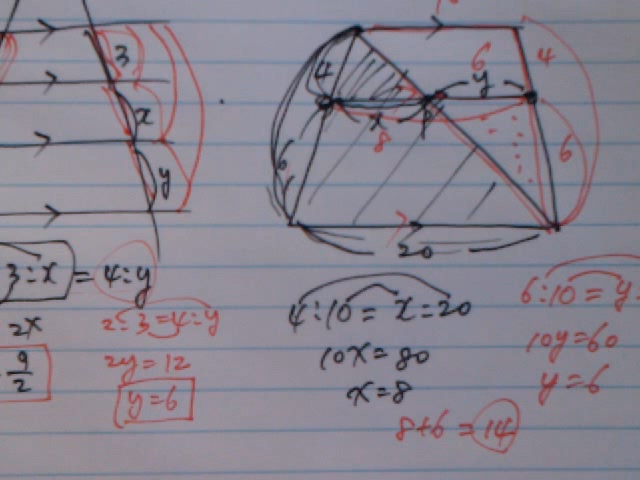 3
x
y
4
6
x
8
P
y
6
4
6
20
3:x = 4:y
2x
9/2
2:3=4:y
2y=12
y=6
4:10=x:20
10x=80
x=8
8+6=14
6:10=y:
10y=60
y=6